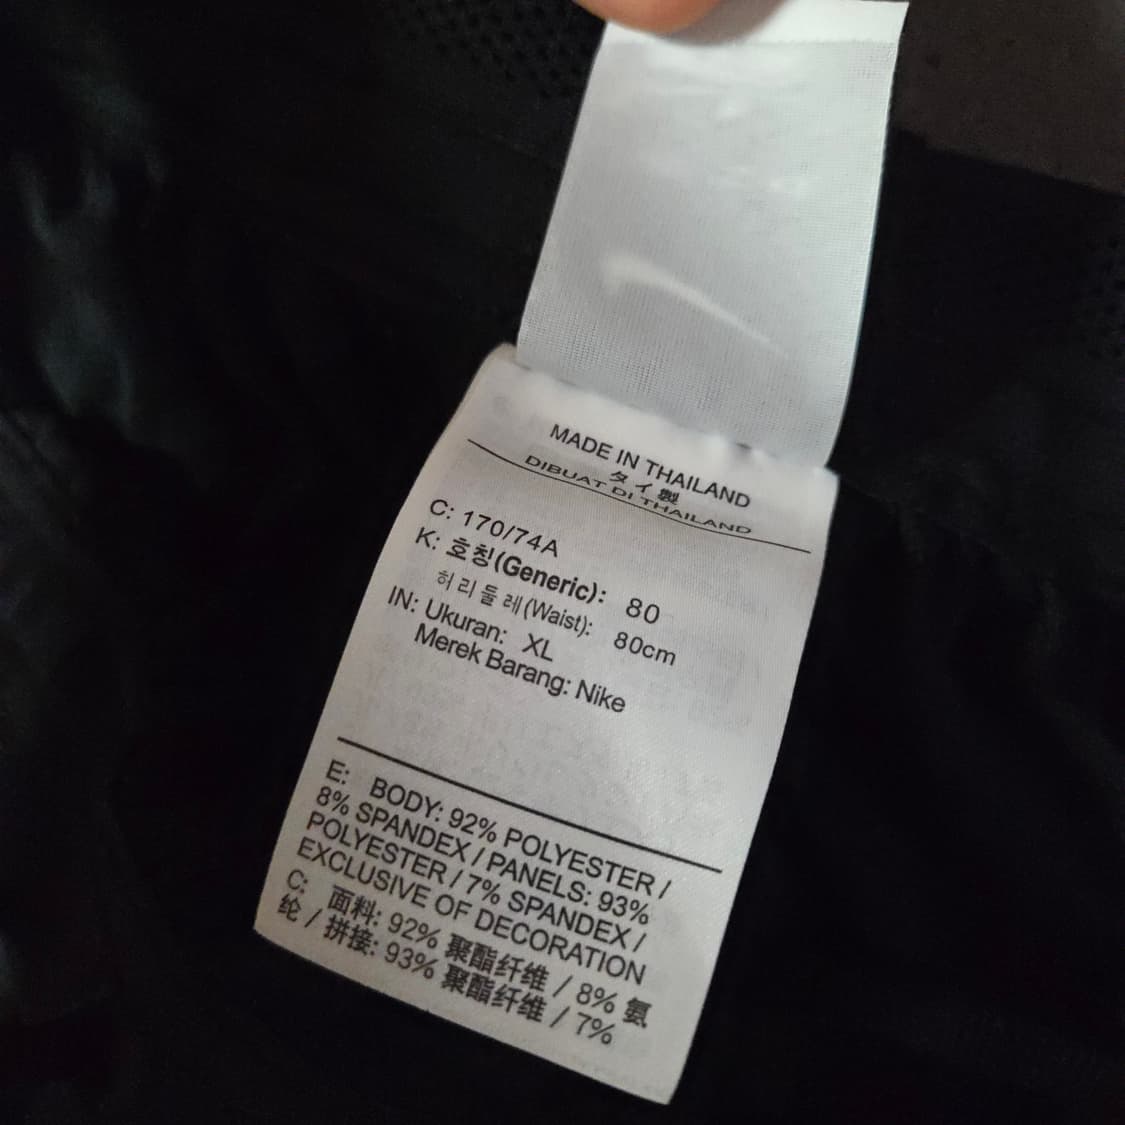 MADE IN THAILAND
タイ製
DIBUAT DI THAILAND
C: 170/74A
K: 호칭(Generic): 80
허리둘레(Waist): 80cm
IN: Ukuran: XL
Merek Barang: Nike
E: BODY: 92% POLYESTER /
8% SPANDEX / PANELS: 93%
POLYESTER / 7% SPANDEX /
EXCLUSIVE OF DECORATION
C: 面料: 92% 聚酯纤维 / 8% 氨
纶 / 拼接: 93% 聚酯纤维 / 7%